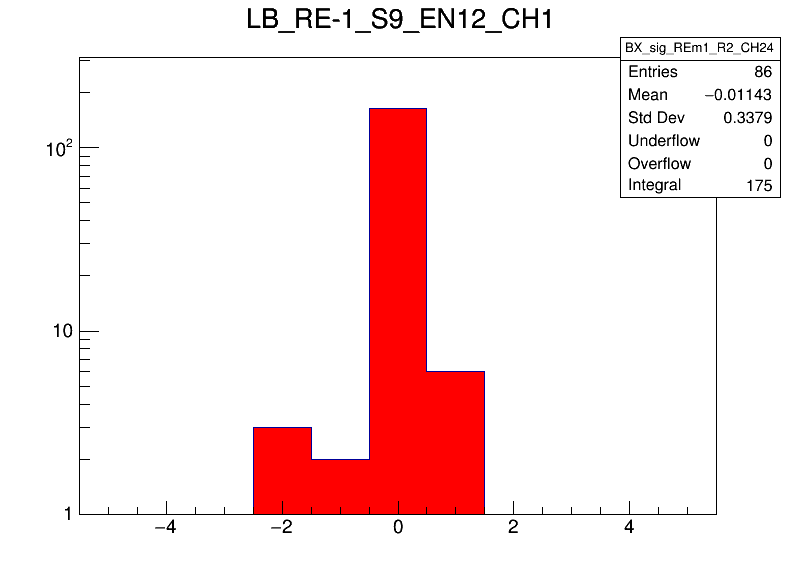 LB_RE-1_S9_EN12_CH1
BX_sig_REm1_R2_CH24
Entries 86
Mean −0.01143
Std Dev 0.3379
Underflow 0
Overflow 0
Integral 175
10²
10
1
−4 −2 0 2 4